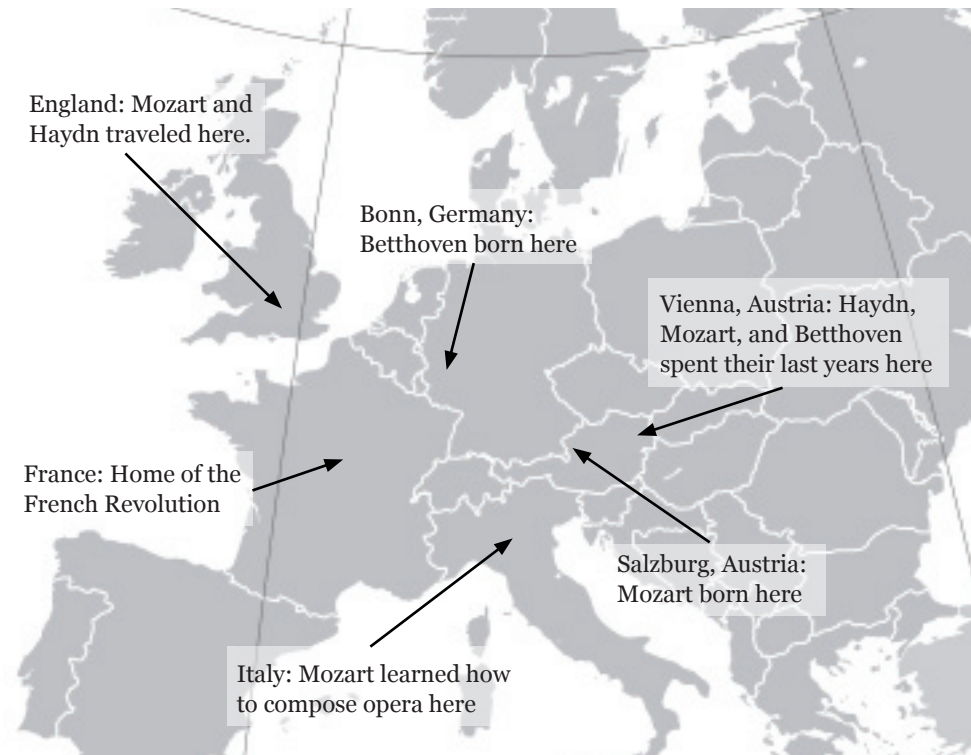 England: Mozart and
Haydn traveled here.
Bonn, Germany:
Betthoven born here
Vienna, Austria: Haydn,
Mozart, and Betthoven
spent their last years here
France: Home of the
French Revolution
Salzburg, Austria:
Mozart born here
Italy: Mozart learned how
to compose opera here